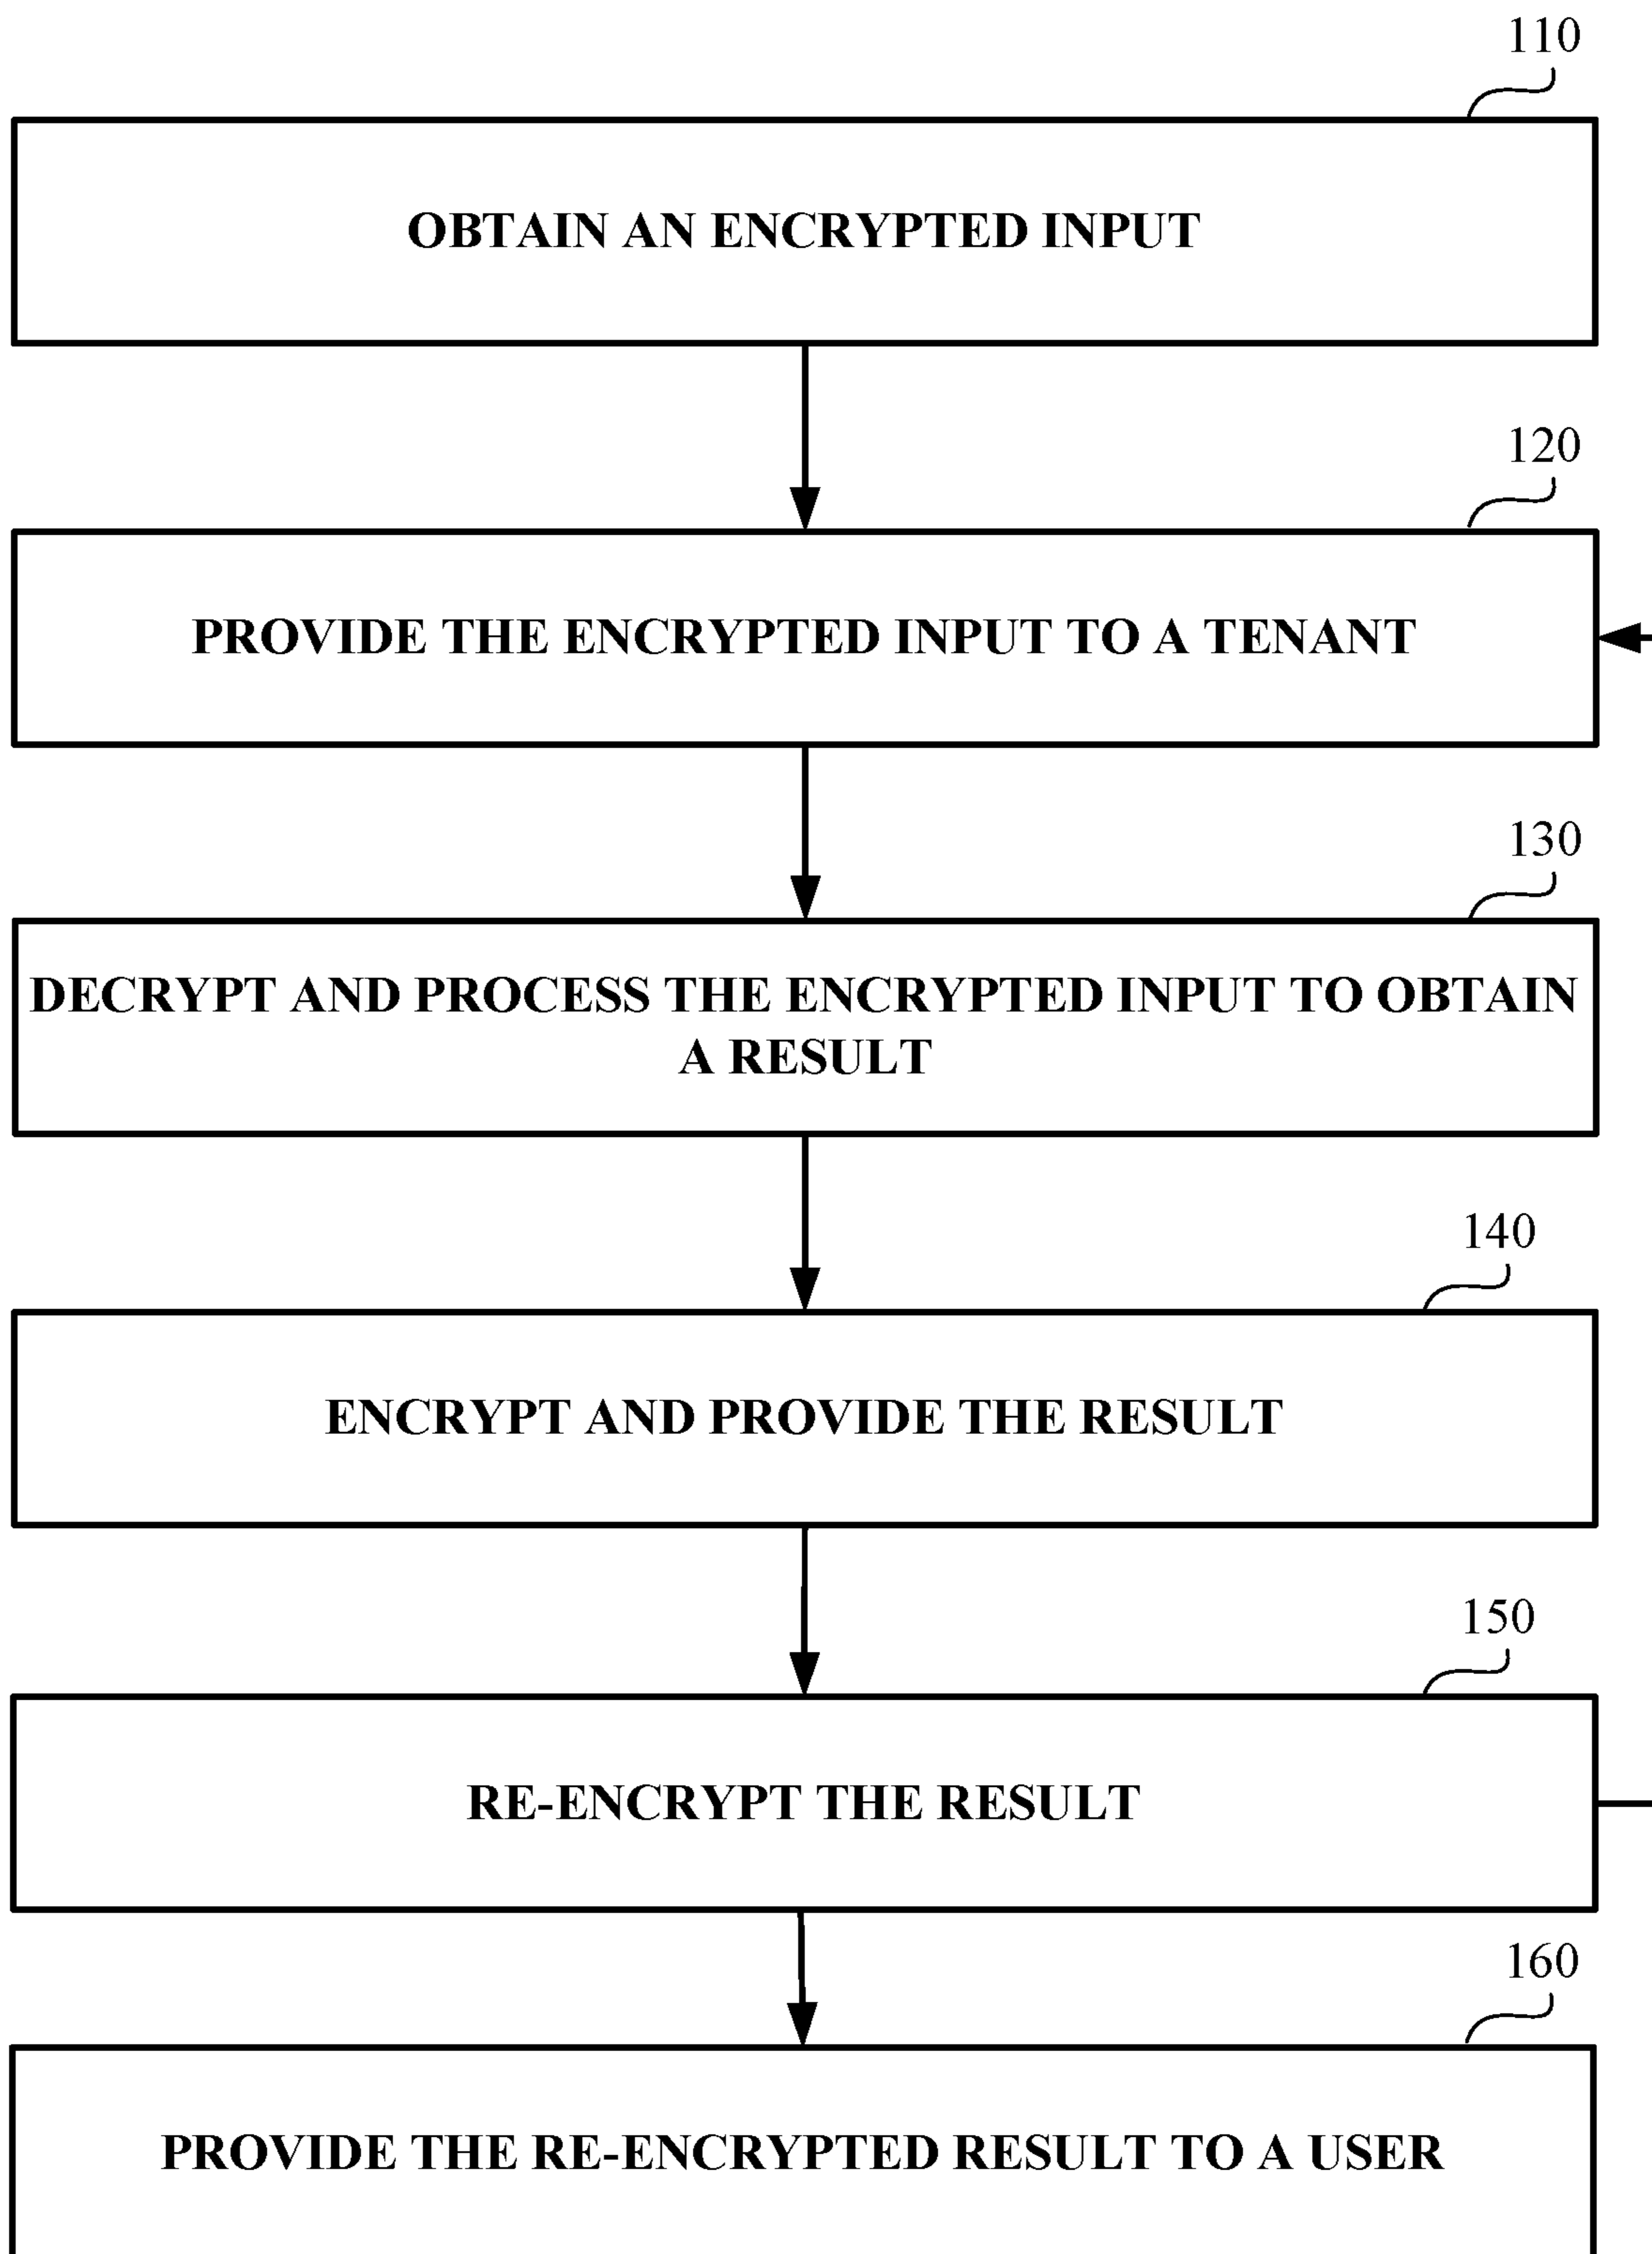 110
OBTAIN AN ENCRYPTED INPUT
120
PROVIDE THE ENCRYPTED INPUT TO A TENANT
130
DECRYPT AND PROCESS THE ENCRYPTED INPUT TO OBTAIN
A RESULT
140
ENCRYPT AND PROVIDE THE RESULT
150
RE-ENCRYPT THE RESULT
160
PROVIDE THE RE-ENCRYPTED RESULT TO A USER